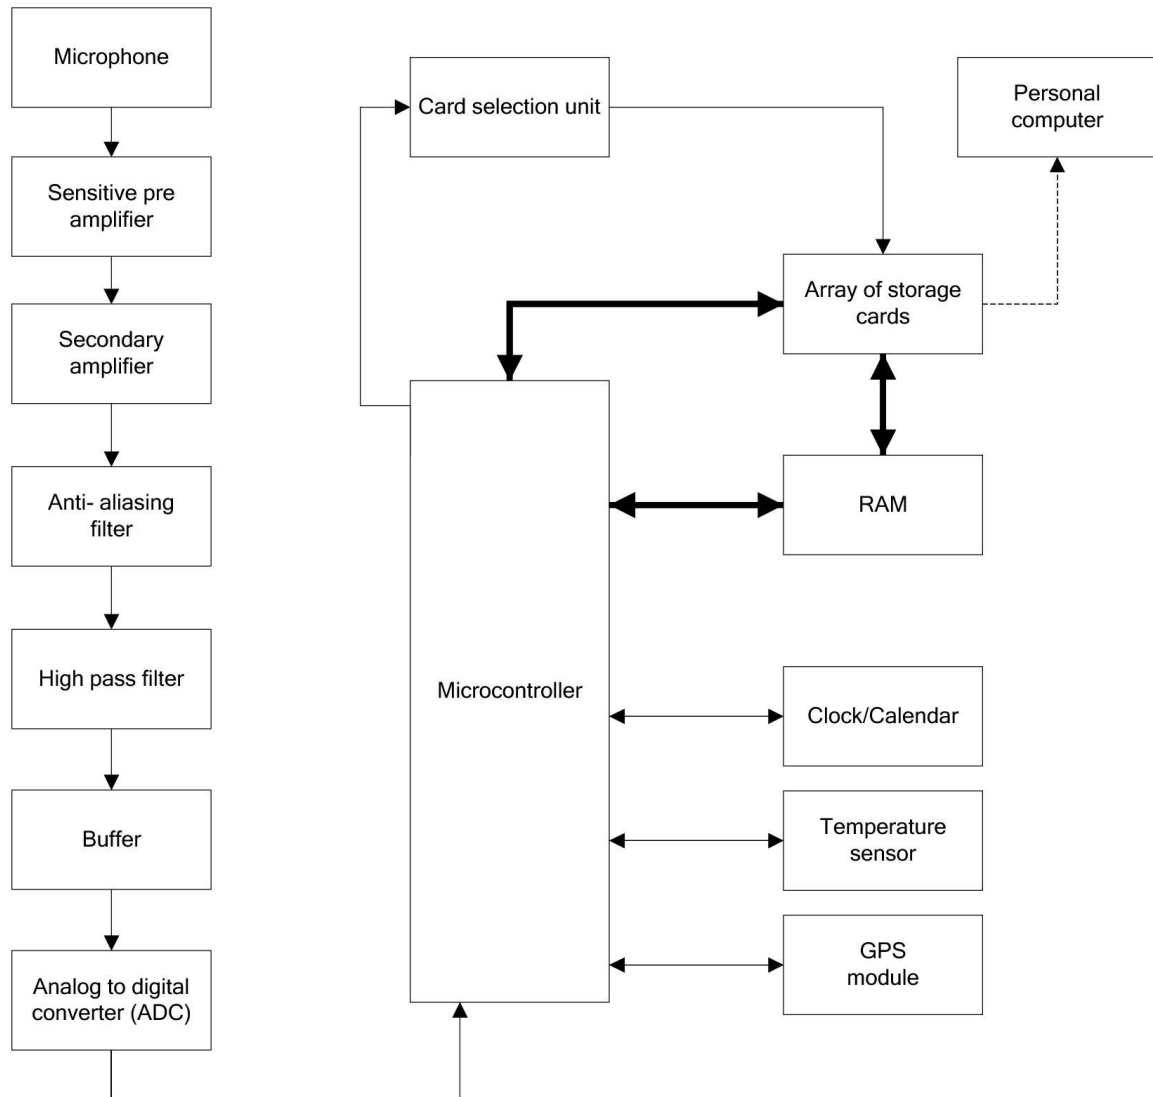 Microphone
Sensitive pre
amplifier
Secondary
amplifier
Anti- aliasing
filter
High pass filter
Buffer
Analog to digital
converter (ADC)
Card selection unit
Microcontroller
Personal
computer
Array of storage
cards
RAM
Clock/Calendar
Temperature
sensor
GPS
module